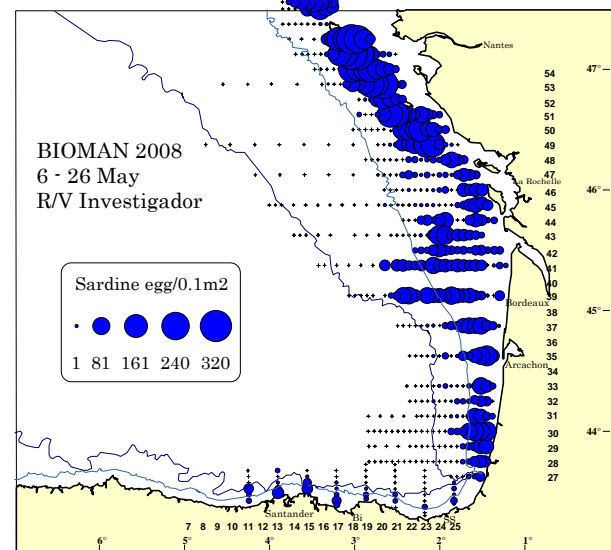 Nantes
47°
54
53
52
51
50
49
48
47
46
45
44
43
42
41
40
39
38
37
36
35
34
33
32
31
30
29
28
27
La Rochelle
46°
Bordeaux
45°
Arcachon
44°
BIOMAN 2008
6 - 26 May
R/V Investigador
Sardine egg/0.1m2
1 81 161 240 320
Santander Bi SS
7 8 9 10 11 12 13 14 15 16 17 18 19 20 21 22 23 24 25
6° 5° 4° 3° 2° 1°